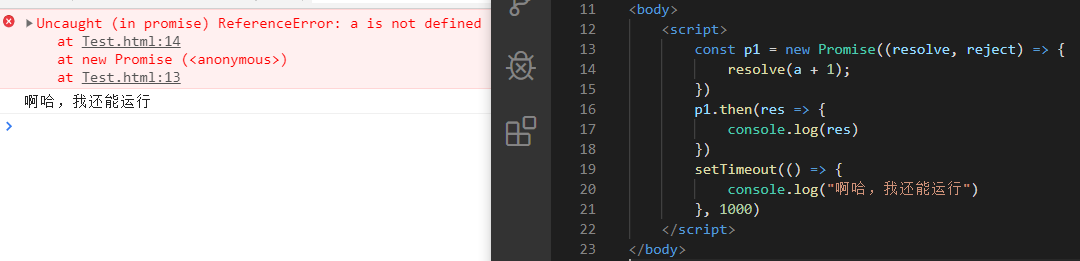 Uncaught (in promise) ReferenceError: a is not defined
at Test.html:14
at new Promise (<anonymous>)
at Test.html:13
啊哈，我还能运行
11 <body>
12 <script>
13 const p1 = new Promise((resolve, reject) => {
14 resolve(a + 1);
15 })
16 p1.then(res => {
17 console.log(res)
18 })
19 setTimeout(() => {
20 console.log("啊哈，我还能运行")
21 }, 1000)
22 </script>
23 </body>